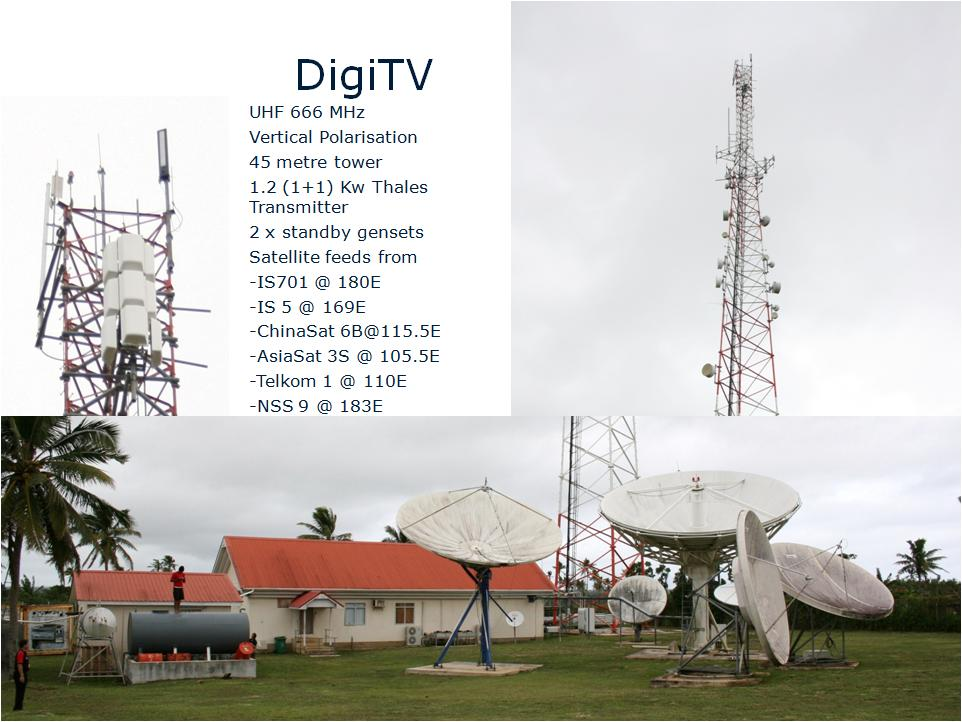 DigiTV
UHF 666 MHz
Vertical Polarisation
45 metre tower
1.2 (1+1) Kw Thales
Transmitter
2 x standby gensets
Satellite feeds from
-IS701 @ 180E
-IS 5 @ 169E
-ChinaSat 6B@115.5E
-AsiaSat 3S @ 105.5E
-Telkom 1 @ 110E
-NSS 9 @ 183E